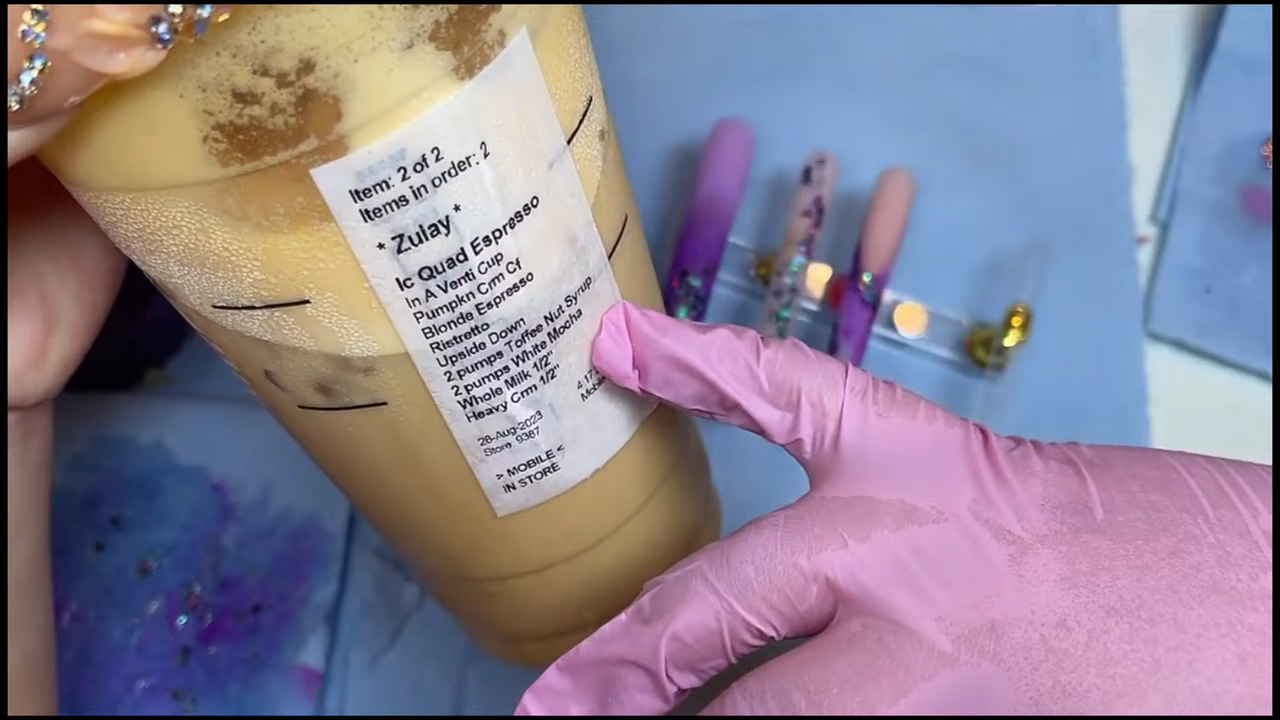 Item: 2 of 2
Items in order: 2
* Zulay *
Ic Quad Espresso
In A Venti Cup
Pumpkn Crm Cf
Blonde Espresso
Ristretto
Upside Down
2 pumps Toffee Nut Syrup
2 pumps White Mocha
Whole Milk 1/2"
Heavy Crm 1/2"
28-Aug-2023
Store: 9387
> MOBILE <
IN STORE